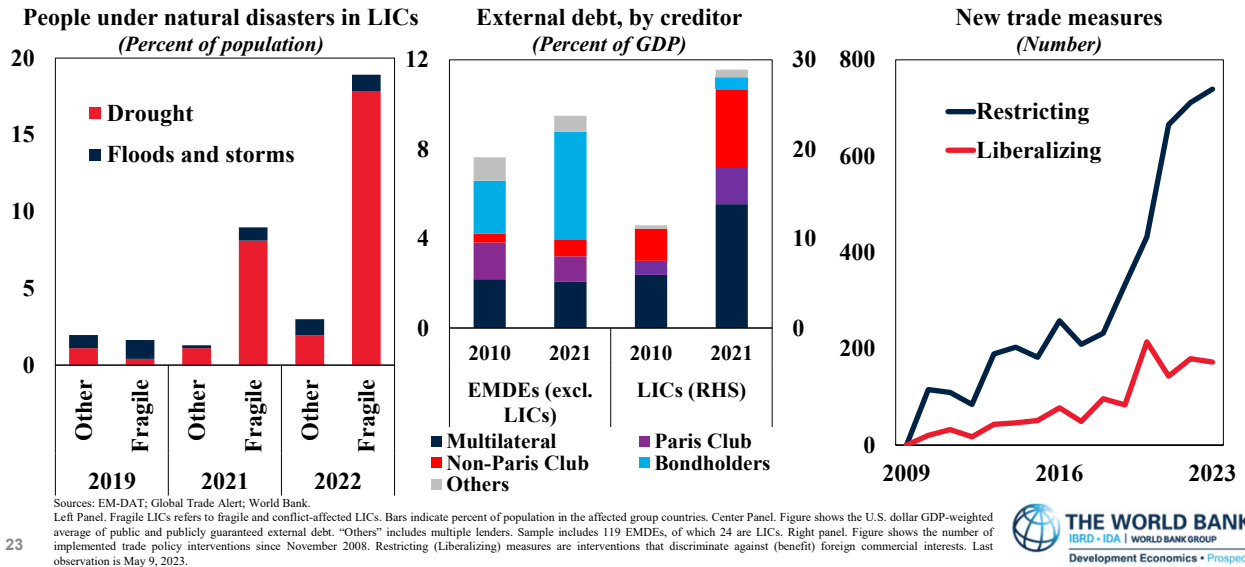 People under natural disasters in LICs
(Percent of population)
20
15
10
5
0
Drought
Floods and storms
Other
Fragile
Other
Fragile
Other
Fragile
2019
2021
2022
External debt, by creditor
(Percent of GDP)
12
8
4
0
30
20
10
0
2010
2021
2010
2021
EMDEs (excl.
LICs)
LICs (RHS)
Multilateral
Paris Club
Non-Paris Club
Bondholders
Others
New trade measures
(Number)
800
600
400
200
0
Restricting
Liberalizing
2009
2016
2023
Sources: EM-DAT; Global Trade Alert; World Bank.
Left Panel. Fragile LICs refers to fragile and conflict-affected LICs. Bars indicate percent of population in the affected group countries. Center Panel. Figure shows the U.S. dollar GDP-weighted
average of public and publicly guaranteed external debt. “Others” includes multiple lenders. Sample includes 119 EMDEs, of which 24 are LICs. Right panel. Figure shows the number of
implemented trade policy interventions since November 2008. Restricting (Liberalizing) measures are interventions that discriminate against (benefit) foreign commercial interests. Last
observation is May 9, 2023.
23
THE WORLD BANK
IBRD • IDA | WORLD BANK GROUP
Development Economics • Prospec